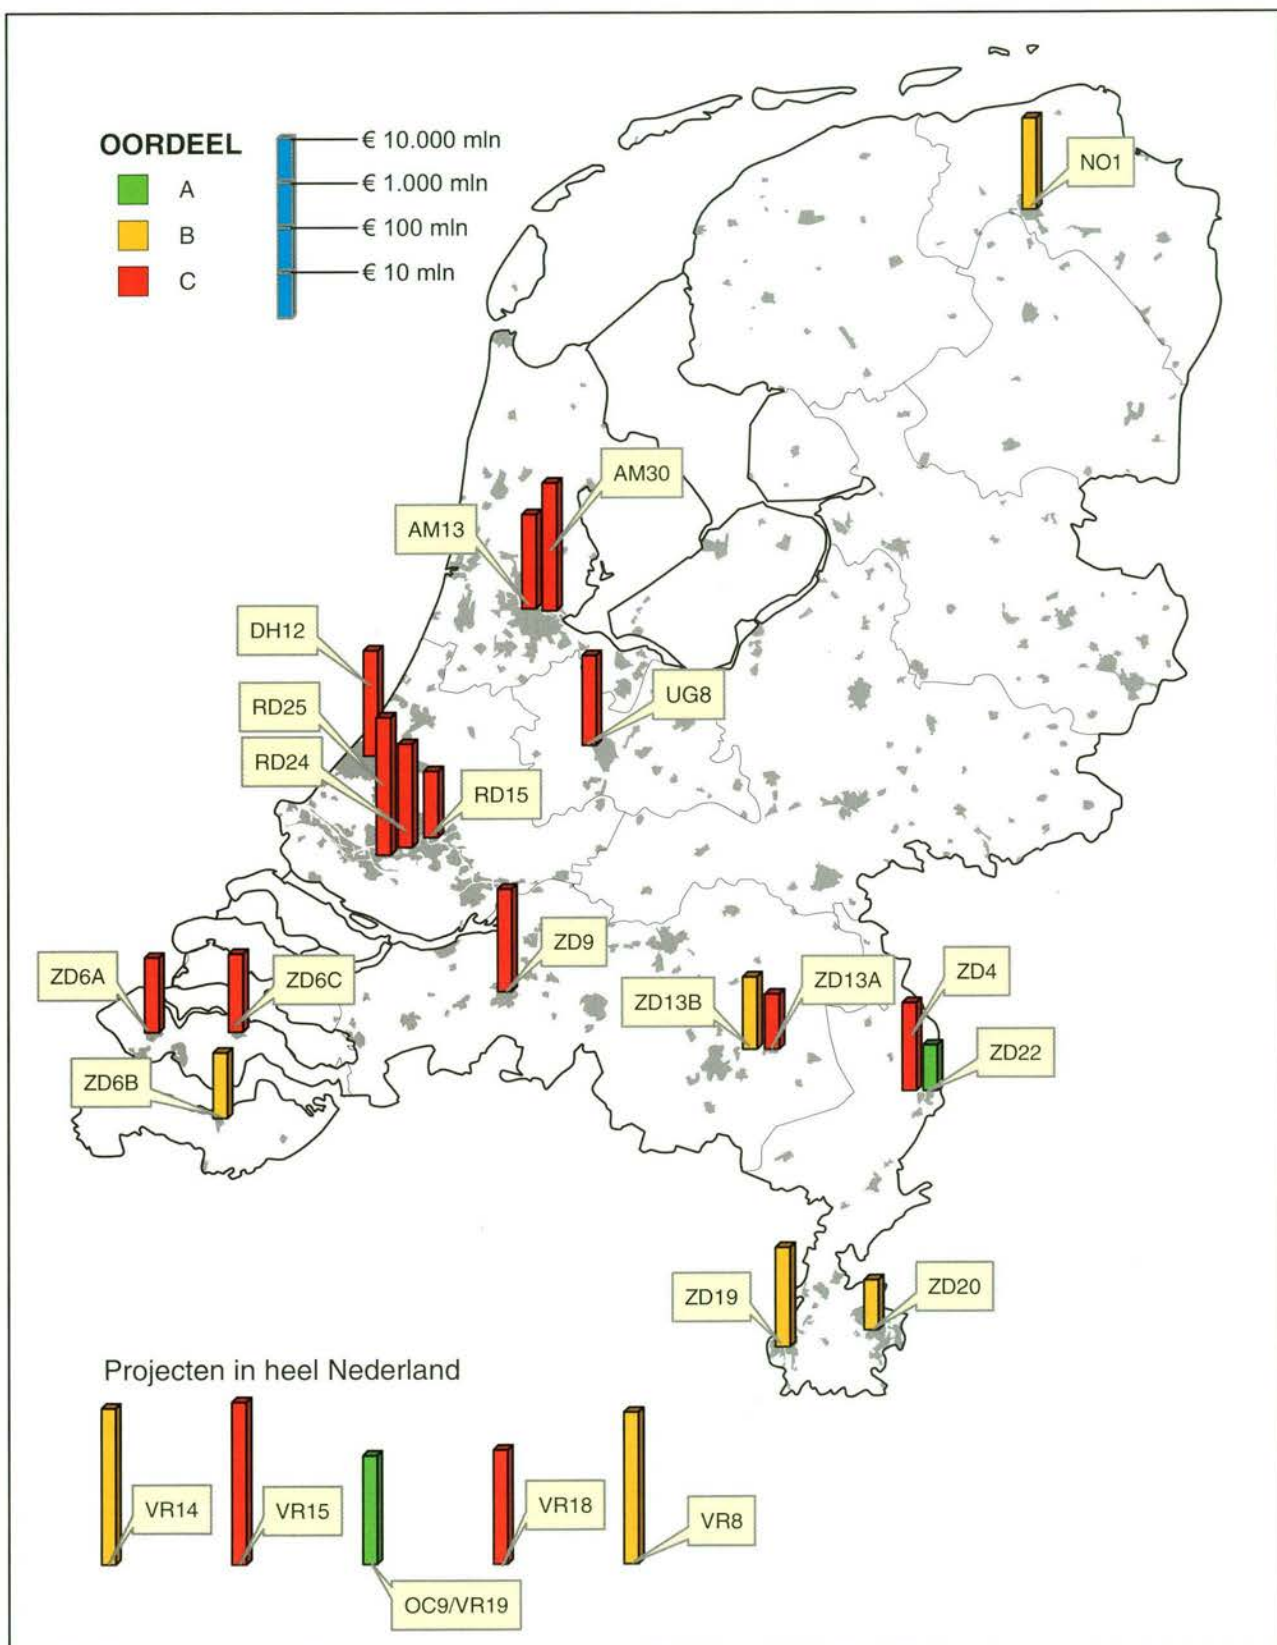 OORDEEL
A
B
C
€ 10.000 mln
€ 1.000 mln
€ 100 mln
€ 10 mln
NO1
AM30
AM13
DH12
RD25
UG8
RD24
RD15
ZD9
ZD6A
ZD6C
ZD13A
ZD4
ZD13B
ZD22
ZD6B
ZD19
ZD20
Projecten in heel Nederland
VR14
VR15
VR18
VR8
OC9/VR19